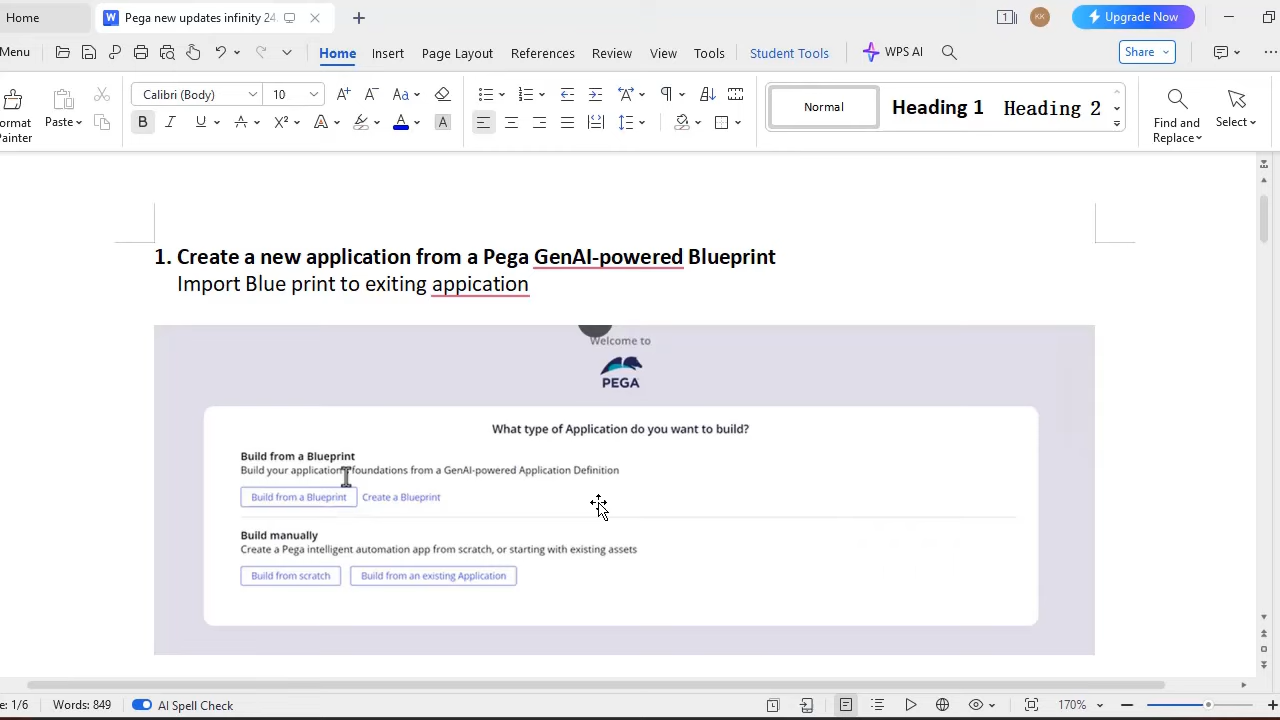 Home
Pega new updates infinity 24
1
KK
Upgrade Now
Menu
Home
Insert
Page Layout
References
Review
View
Tools
Student Tools
WPS AI
Share
Paste
Calibri (Body)
10
Normal
Heading 1
Heading 2
Find and
Replace
Select
1. Create a new application from a Pega GenAI-powered Blueprint
Import Blue print to exiting appication
Welcome to
PEGA
What type of Application do you want to build?
Build from a Blueprint
Build your application foundations from a GenAI-powered Application Definition
Build from a Blueprint
Create a Blueprint
Build manually
Create a Pega intelligent automation app from scratch, or starting with existing assets
Build from scratch
Build from an existing Application
1/6
Words: 849
AI Spell Check
170%